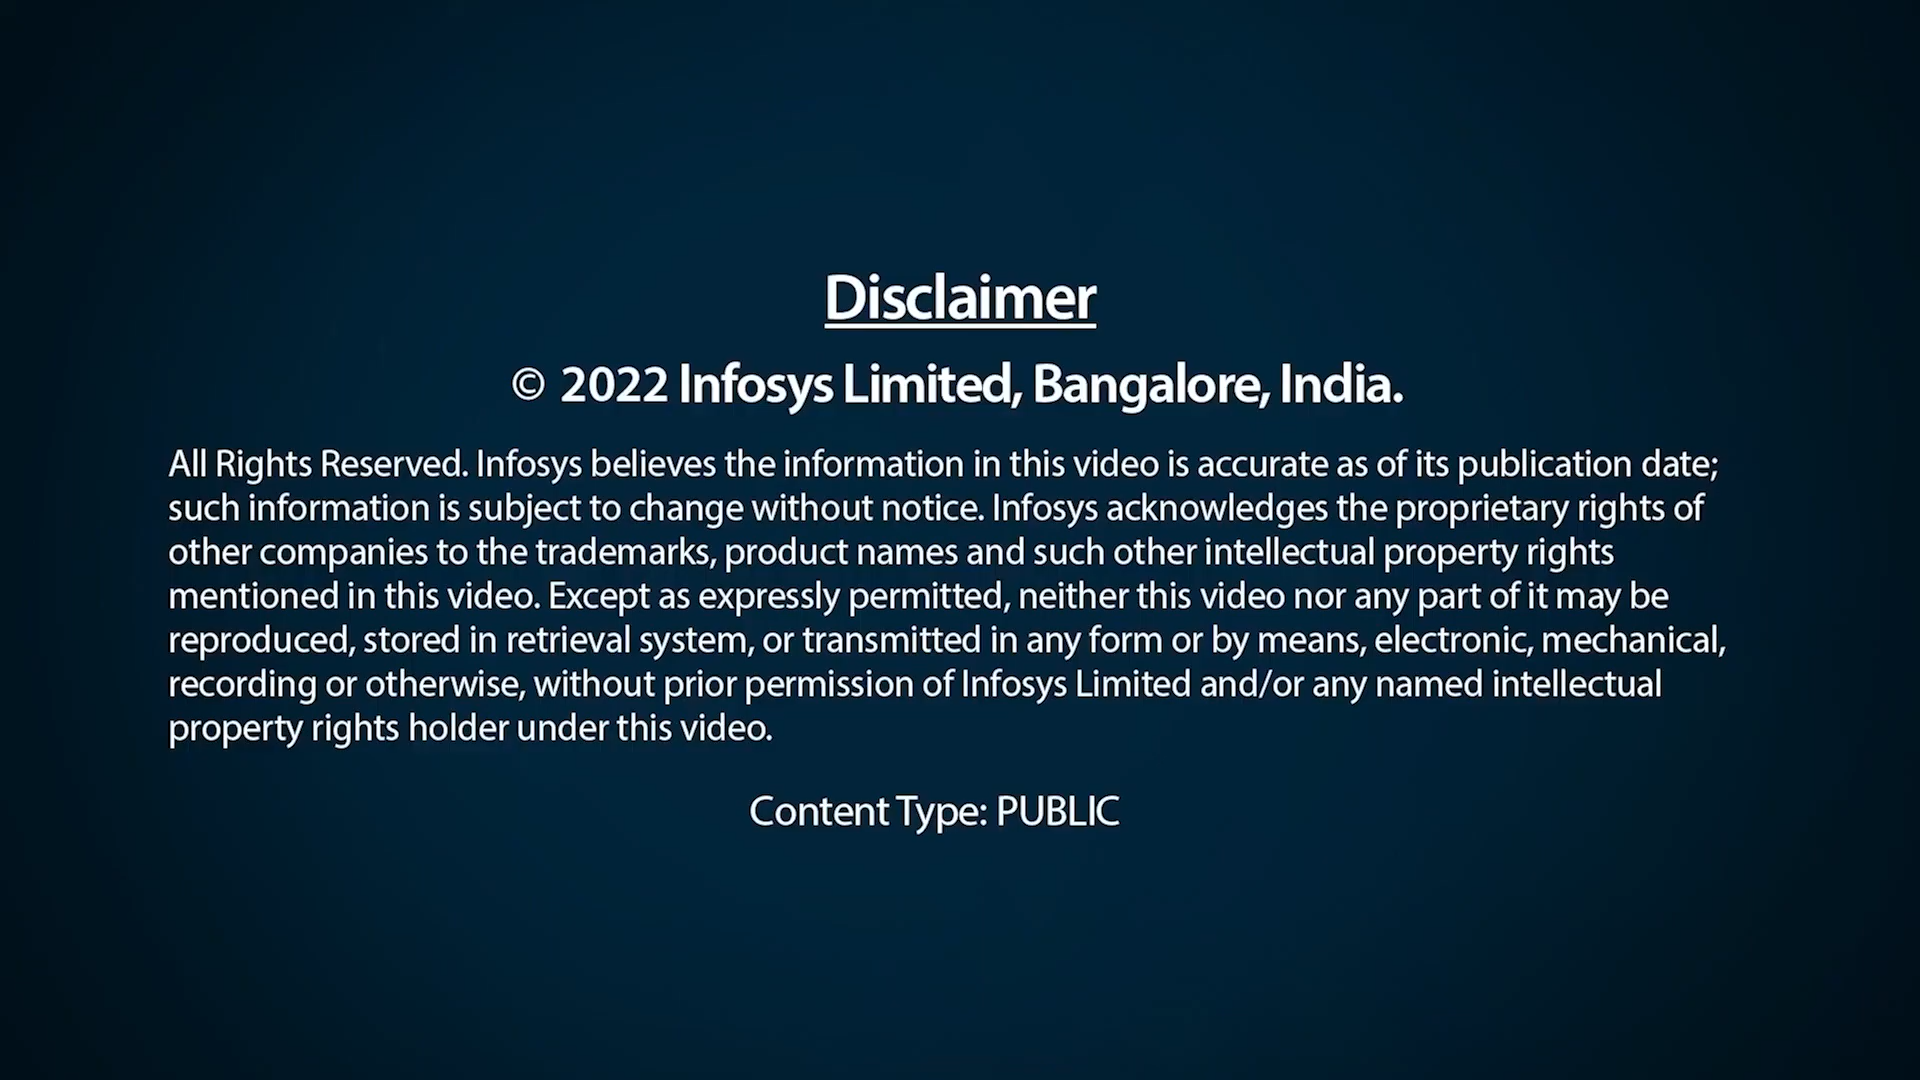 Disclaimer
© 2022 Infosys Limited, Bangalore, India.
All Rights Reserved. Infosys believes the information in this video is accurate as of its publication date;
such information is subject to change without notice. Infosys acknowledges the proprietary rights of
other companies to the trademarks, product names and such other intellectual property rights
mentioned in this video. Except as expressly permitted, neither this video nor any part of it may be
reproduced, stored in retrieval system, or transmitted in any form or by means, electronic, mechanical,
recording or otherwise, without prior permission of Infosys Limited and/or any named intellectual
property rights holder under this video.
Content Type: PUBLIC